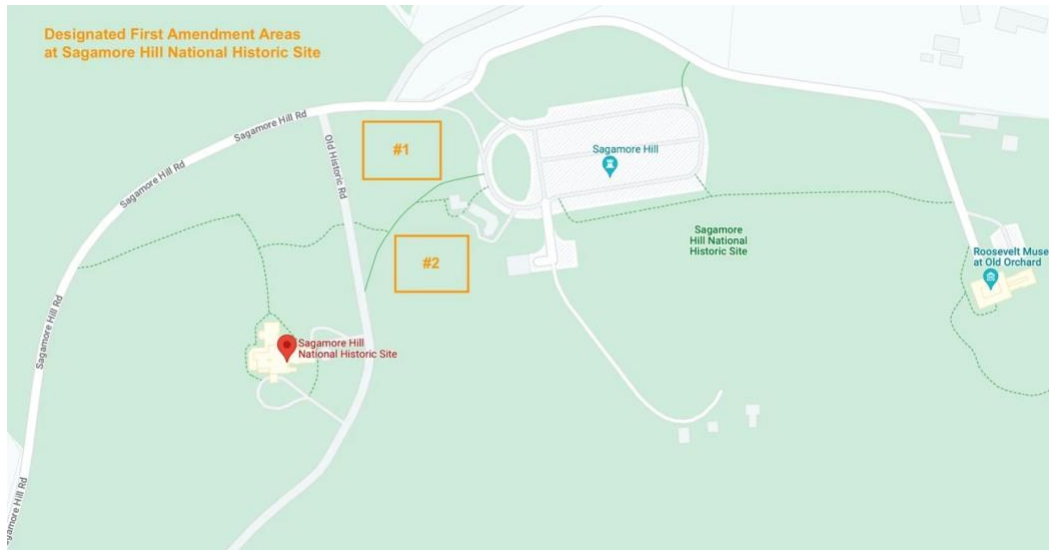 Designated First Amendment Areas
at Sagamore Hill National Historic Site
Sagamore Hill Rd
Sagamore Hill Rd
Sagamore Hill Rd
agamore Hill Rd
Old Historic Rd
#1
#2
Sagamore Hill
Sagamore
Hill National
Historic Site
Roosevelt Muse
at Old Orchard
Sagamore Hill
National Historic Site